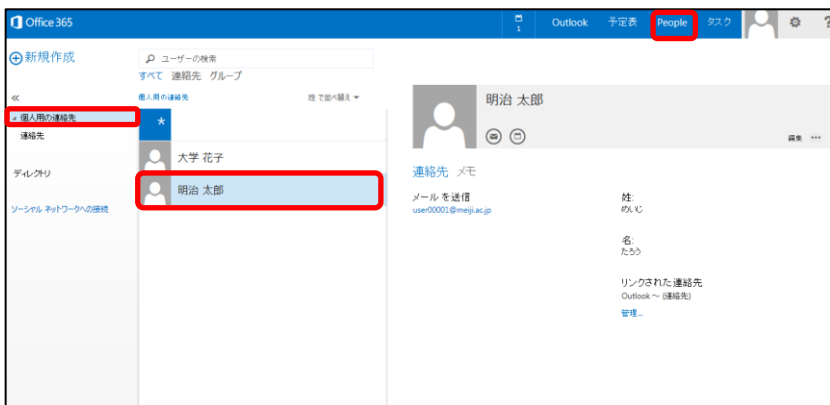 Office 365
1
Outlook 予定表 People タスク ?
新規作成
ユーザーの検索
すべて 連絡先 グループ
<<
個人用の連絡先
姓 で並べ替え
個人用の連絡先
連絡先
ディレクトリ
ソーシャル ネットワークへの接続
*
大学 花子
明治 太郎
明治 太郎
編集 ...
連絡先 メモ
メール を送信
user00001@meiji.ac.jp
姓:
めいじ
名:
たろう
リンクされた連絡先
Outlook ~ (連絡先)
管理...